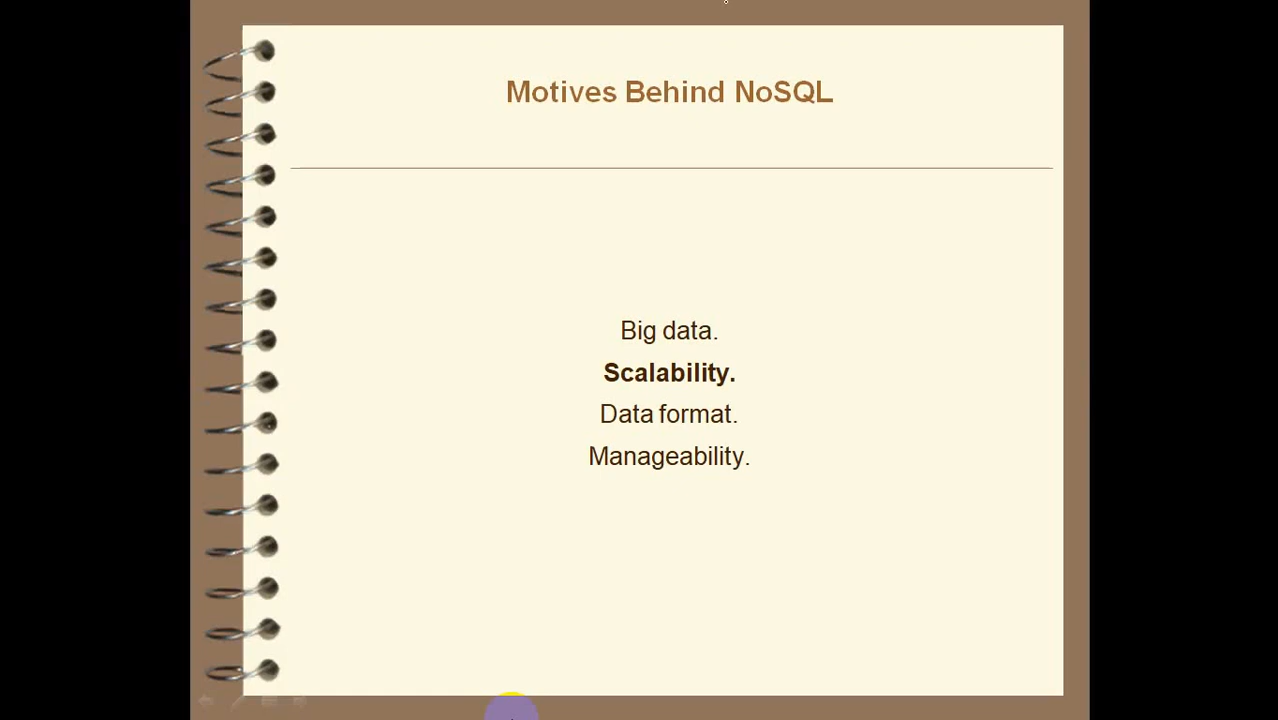 Motives Behind NoSQL
Big data.
Scalability.
Data format.
Manageability.